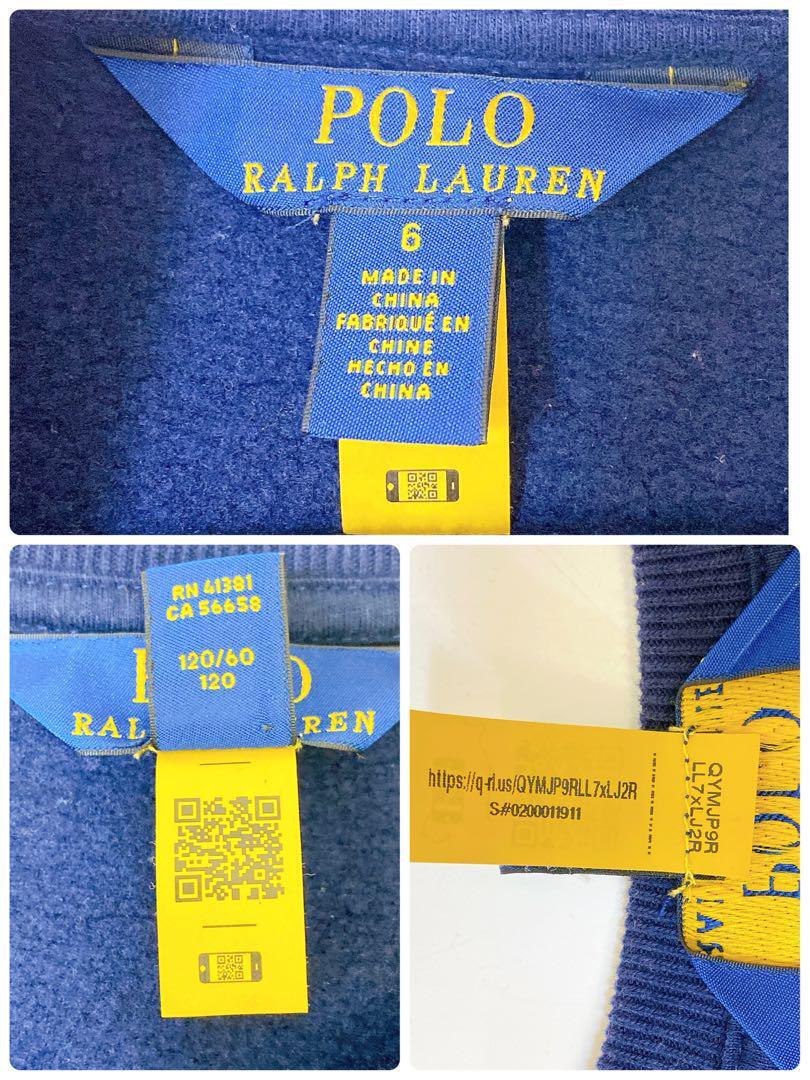 POLO
RALPH LAUREN
6
MADE IN
CHINA
FABRIQUÉ EN
CHINE
HECHO EN
CHINA
RN 41381
CA 56658
120/60
120
RAL REN
https://q-rl.us/QYMJP9RLL7xLJ2R
S#0200011911
QYMJP9R
LL7xLJ2R